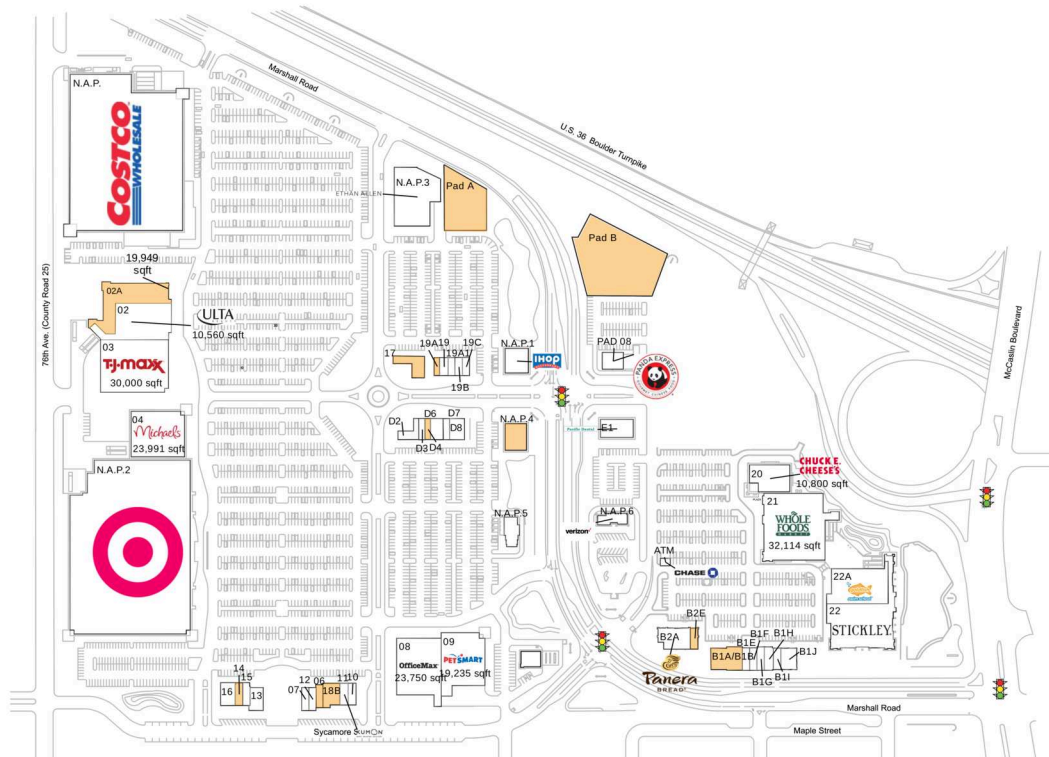 Marshall Road
U.S. 36 Boulder Turnpike
N.A.P.
COSTCO
WHOLESALE
N.A.P.3
ETHAN ALLEN
Pad A
Pad B
76th Ave. (County Road 25)
McCaslin Boulevard
19,949
sqft
02A
02
ULTA
10,560 sqft
03
T.J.maxx
30,000 sqft
04
Michaels
23,991 sqft
N.A.P.2
17
19A
19
19A1
19C
19B
N.A.P.1
IHOP
PAD 08
PANDA EXPRESS
D2
D6
D7
D8
D3
D4
N.A.P.4
E1
N.A.P.5
N.A.P.6
verizon
20
CHUCK E.
CHEESE'S
10,800 sqft
21
WHOLE
FOODS
MARKET
32,114 sqft
ATM
CHASE
22A
22
STICKLEY
B2E
B2A
Panera
BREAD
B1A/B1B
B1E
B1F
B1H
B1J
B1G
B1I
08
OfficeMax
23,750 sqft
09
PETSMART
19,235 sqft
14
15
16
13
12
07
06
18B
11
10
Sycamore S
KUMON
Marshall Road
Maple Street